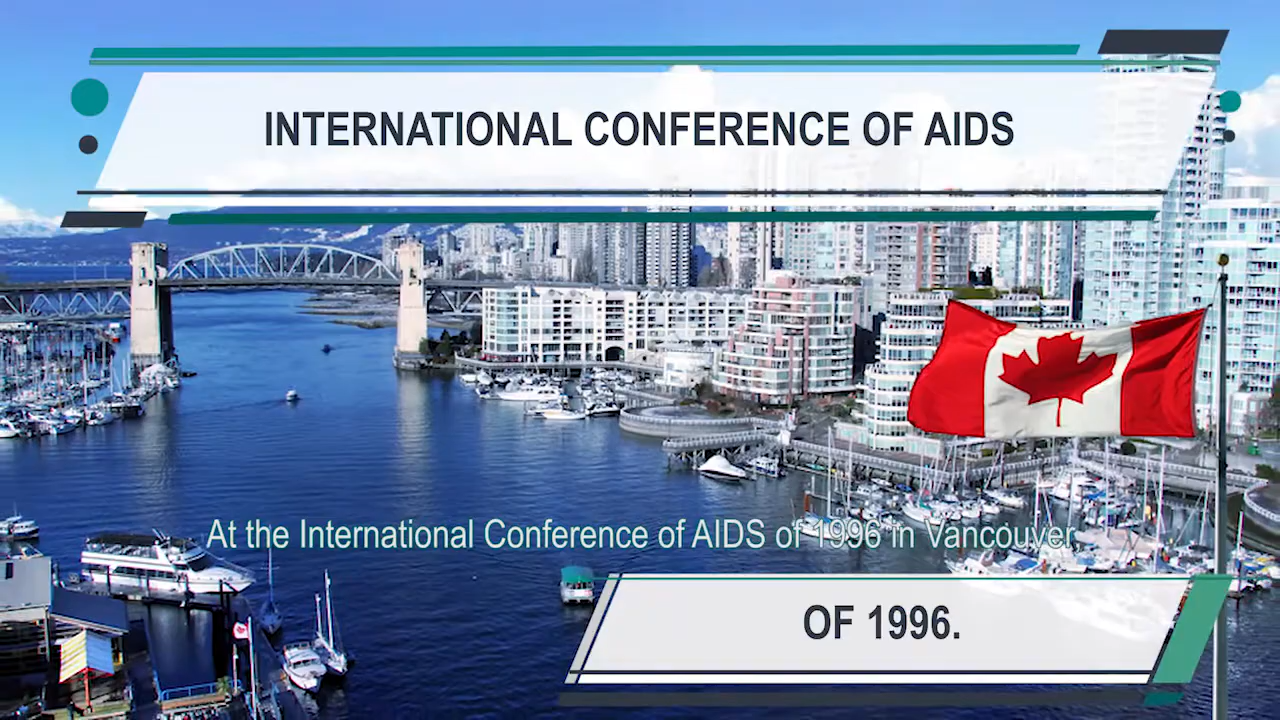 INTERNATIONAL CONFERENCE OF AIDS
At the International Conference of AIDS of 1996 in Vancouver,
OF 1996.